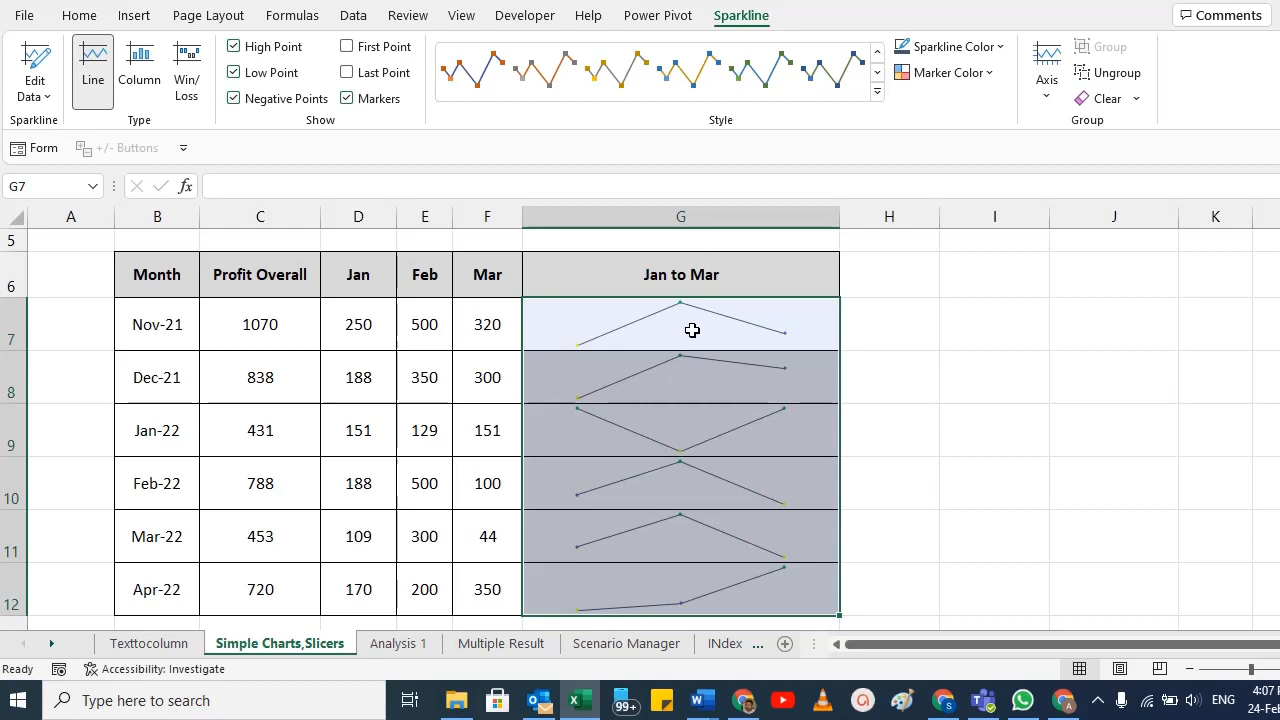 File Home Insert Page Layout Formulas Data Review View Developer Help Power Pivot Sparkline Comments
Edit Data
Line
Column
Win/Loss
High Point
Low Point
Negative Points
First Point
Last Point
Markers
Sparkline Color
Marker Color
Axis
Group
Ungroup
Clear
Sparkline Type Show Style Group
Form +/- Buttons
G7 fx
A B C D E F G H I J K
5
6 Month Profit Overall Jan Feb Mar Jan to Mar
7 Nov-21 1070 250 500 320
8 Dec-21 838 188 350 300
9 Jan-22 431 151 129 151
10 Feb-22 788 188 500 100
11 Mar-22 453 109 300 44
12 Apr-22 720 170 200 350
Texttocolumn Simple Charts,Slicers Analysis 1 Multiple Result Scenario Manager INdex ...
Ready Accessibility: Investigate
Type here to search 99+ ENG 4:07
24-Feb